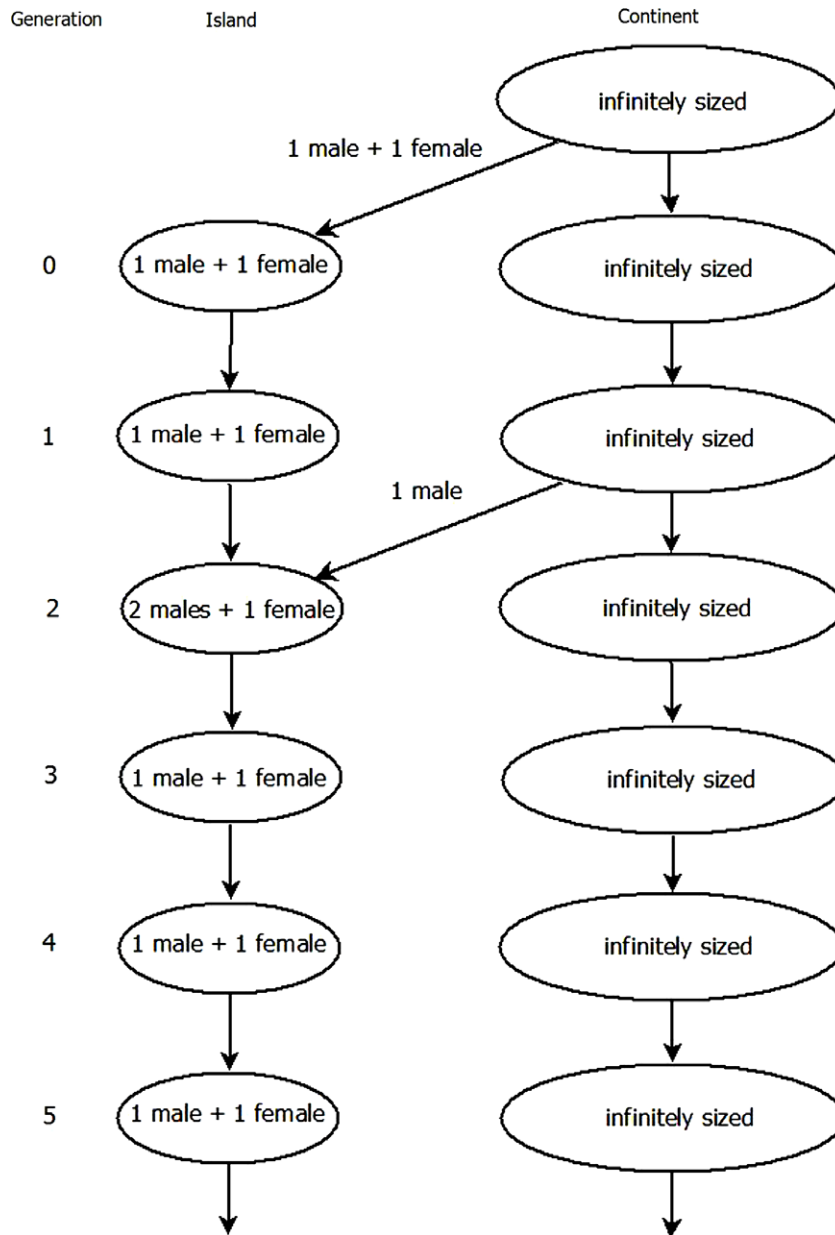 Generation Island Continent
infinitely sized
1 male + 1 female
0 1 male + 1 female infinitely sized
1 1 male + 1 female infinitely sized
1 male
2 2 males + 1 female infinitely sized
3 1 male + 1 female infinitely sized
4 1 male + 1 female infinitely sized
5 1 male + 1 female infinitely sized